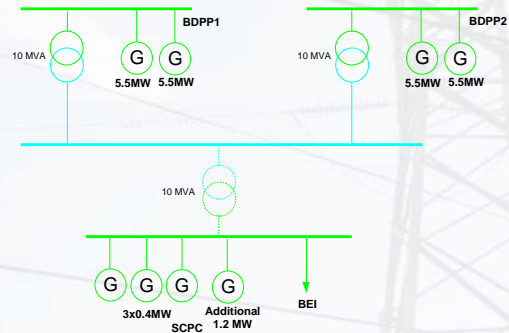 BDPP1
BDPP2
10 MVA
G
G
10 MVA
G
G
5.5MW
5.5MW
5.5MW
5.5MW
10 MVA
G
G
G
G
3x0.4MW
Additional
1.2 MW
BEI
SCPC